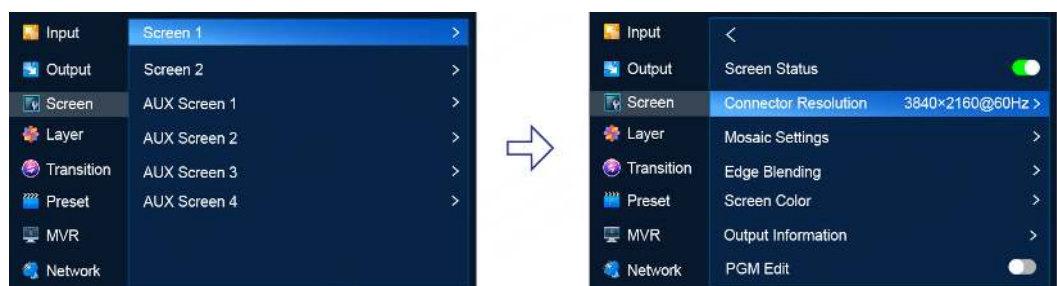 Input
Screen 1 >
Output
Screen 2 >
Screen
AUX Screen 1 >
Layer
AUX Screen 2 >
Transition
AUX Screen 3 >
Preset
AUX Screen 4 >
MVR
Network
Input
<
Output
Screen Status
Screen
Connector Resolution 3840×2160@60Hz >
Layer
Mosaic Settings >
Transition
Edge Blending >
Preset
Screen Color >
MVR
Output Information >
Network
PGM Edit